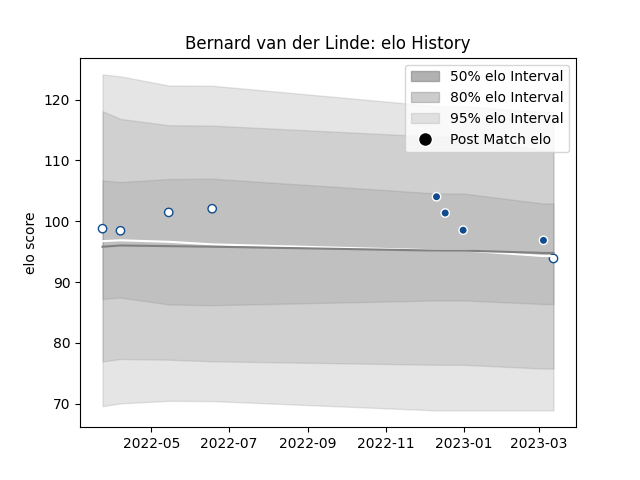 Bernard van der Linde: elo History
50% elo Interval
80% elo Interval
95% elo Interval
Post Match elo
elo score
120
110
100
90
80
70
2022-05 2022-07 2022-09 2022-11 2023-01 2023-03